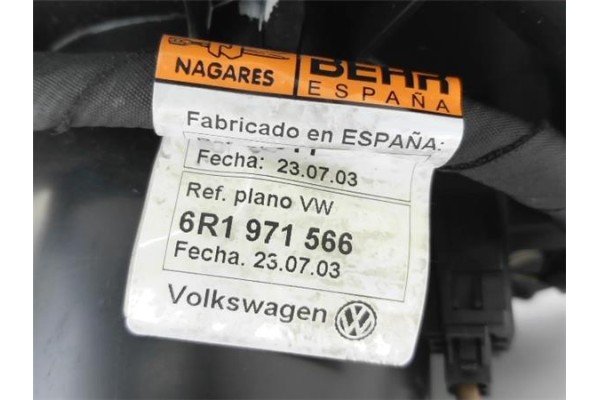 NAGARES
BEHR
ESPAÑA
Fabricado en ESPAÑA:
Fecha: 23.07.03
Ref. plano VW
6R1 971 566
Fecha. 23.07.03
Volkswagen